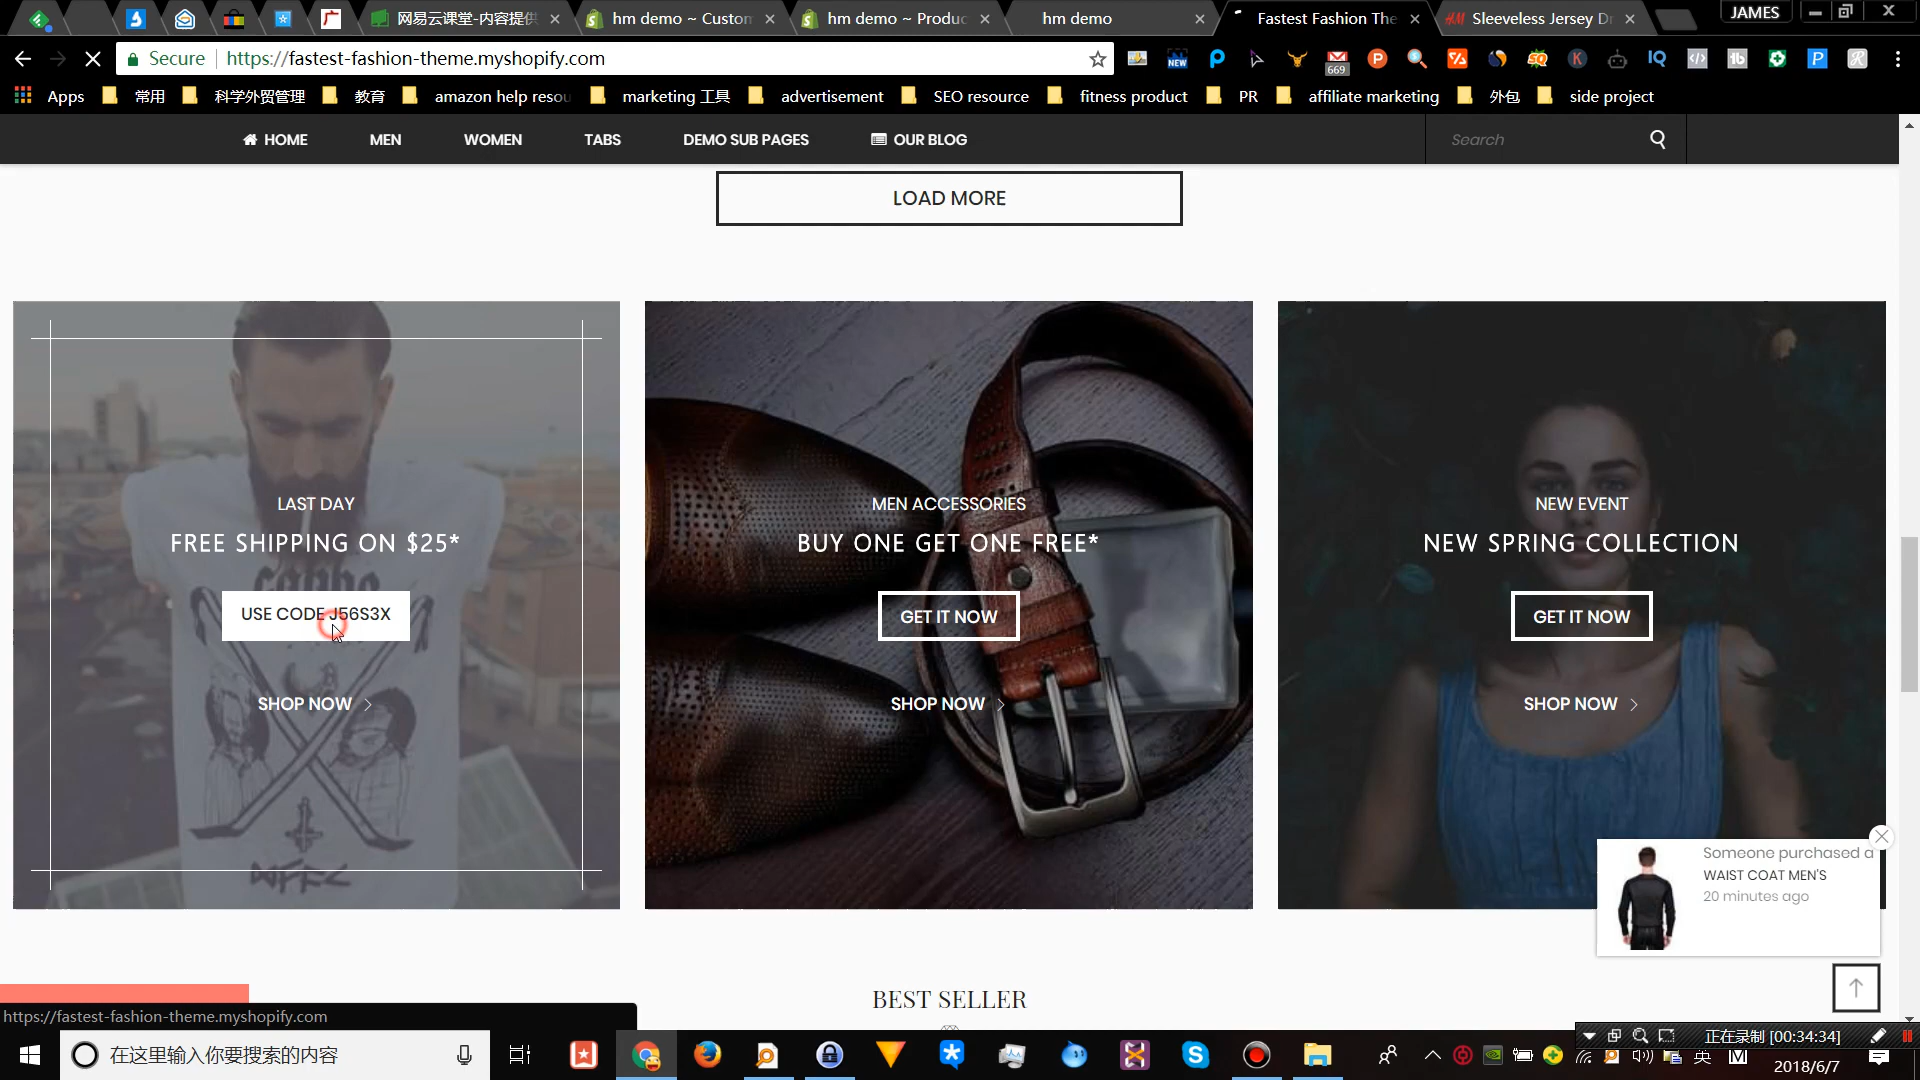 网易云课堂-内容提供
hm demo ~ Custom
hm demo ~ Produc
hm demo
Fastest Fashion The
H&M Sleeveless Jersey Dr
JAMES
Secure https://fastest-fashion-theme.myshopify.com
NEW
669
Apps 常用 科学外贸管理 教育 amazon help resou marketing 工具 advertisement SEO resource fitness product PR affiliate marketing 外包 side project
HOME MEN WOMEN TABS DEMO SUB PAGES OUR BLOG Search
LOAD MORE
LAST DAY
FREE SHIPPING ON $25*
USE CODE J56S3X
SHOP NOW
MEN ACCESSORIES
BUY ONE GET ONE FREE*
GET IT NOW
SHOP NOW
NEW EVENT
NEW SPRING COLLECTION
GET IT NOW
SHOP NOW
Someone purchased a
WAIST COAT MEN'S
20 minutes ago
BEST SELLER
https://fastest-fashion-theme.myshopify.com
正在录制 [00:34:34]
在这里输入你要搜索的内容
英
M
2018/6/7